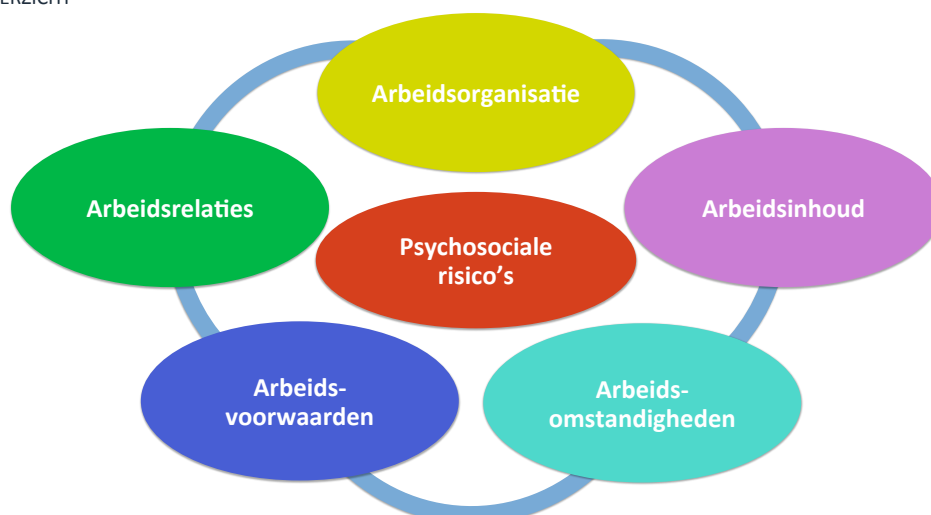 Arbeidsorganisatie
Arbeidsrelaties
Arbeidsinhoud
Psychosociale
risico’s
Arbeids-
voorwaarden
Arbeids-
omstandigheden